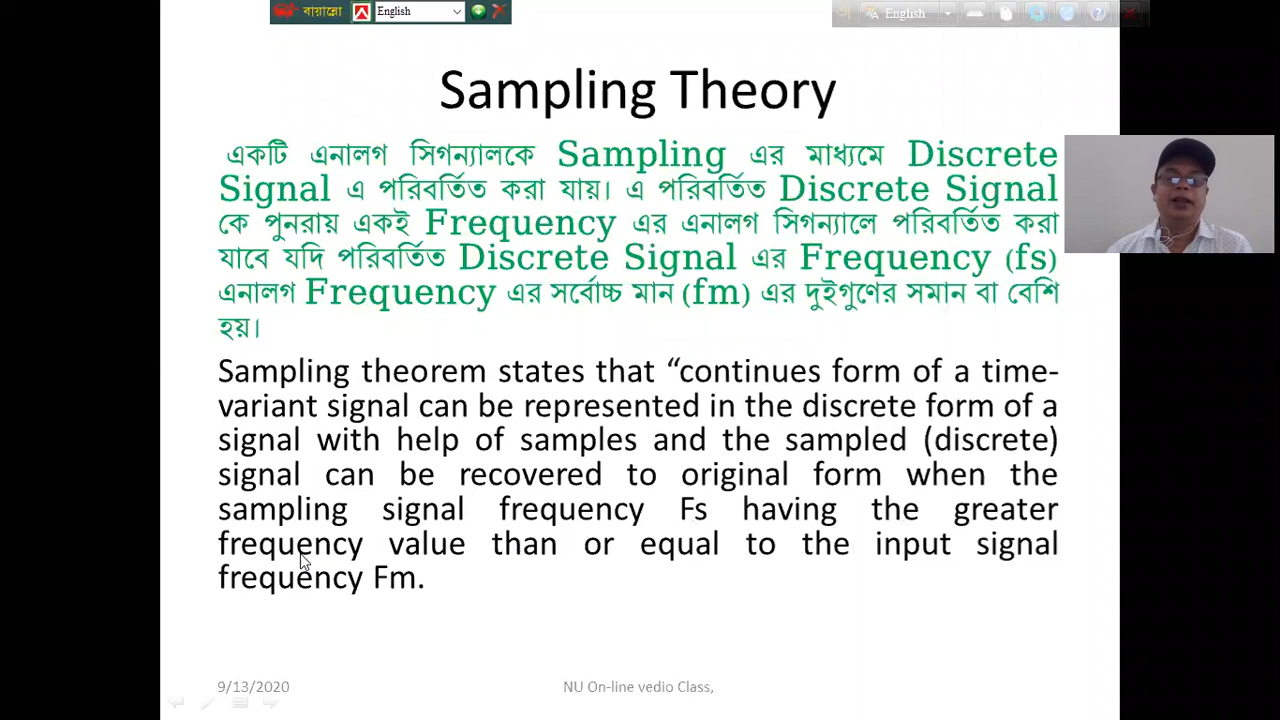 বায়ান্নো English
English
Sampling Theory
একটি এনালগ সিগন্যালকে Sampling এর মাধ্যমে Discrete
Signal এ পরিবর্তিত করা যায়। এ পরিবর্তিত Discrete Signal
কে পুনরায় একই Frequency এর এনালগ সিগন্যালে পরিবর্তিত করা
যাবে যদি পরিবর্তিত Discrete Signal এর Frequency (fs)
এনালগ Frequency এর সর্বোচ্চ মান (fm) এর দুইগুণের সমান বা বেশি
হয়।
Sampling theorem states that “continues form of a time-
variant signal can be represented in the discrete form of a
signal with help of samples and the sampled (discrete)
signal can be recovered to original form when the
sampling signal frequency Fs having the greater
frequency value than or equal to the input signal
frequency Fm.
9/13/2020
NU On-line vedio Class,